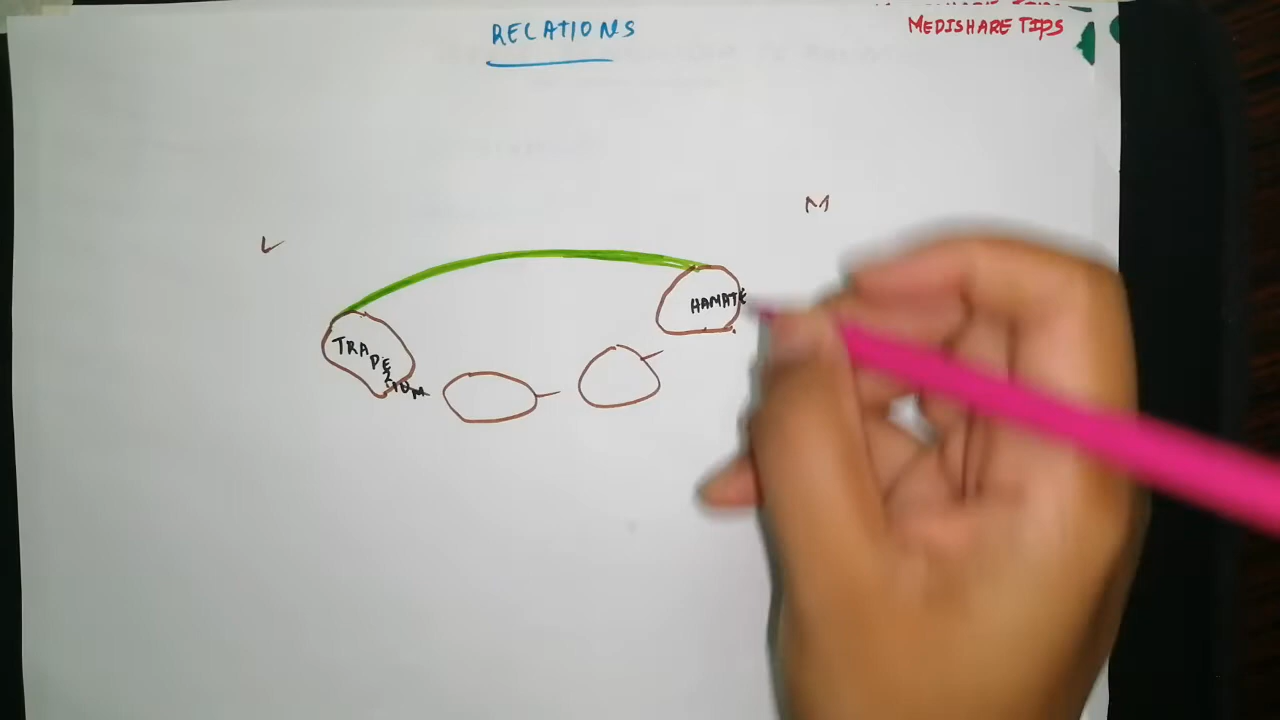 RELATIONS
MEDISHARE TIPS
M
L
HAMATE
TRAPEZIUM